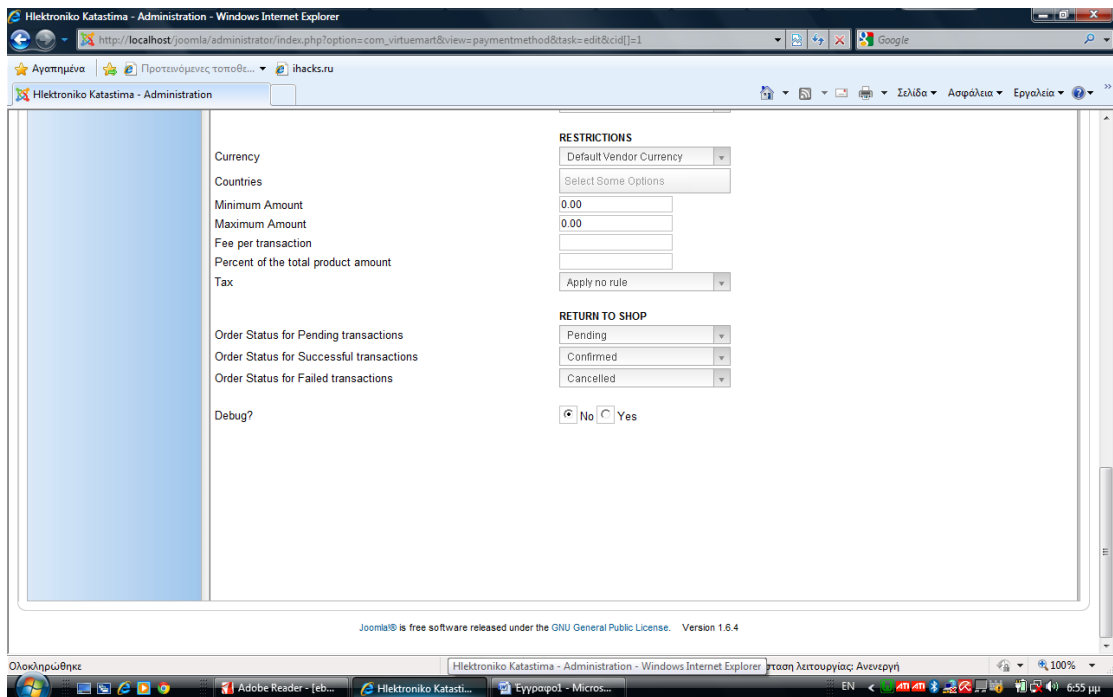 Hlektroniko Katastima - Administration - Windows Internet Explorer
http://localhost/joomla/administrator/index.php?option=com_virtuemart&view=paymentmethod&task=edit&cid[]=1
Google
Αγαπημένα Προτεινόμενες τοποθε... ihacks.ru
Hlektroniko Katastima - Administration
Σελίδα Ασφάλεια Εργαλεία
RESTRICTIONS
Currency Default Vendor Currency
Countries Select Some Options
Minimum Amount 0.00
Maximum Amount 0.00
Fee per transaction
Percent of the total product amount
Tax Apply no rule
RETURN TO SHOP
Order Status for Pending transactions Pending
Order Status for Successful transactions Confirmed
Order Status for Failed transactions Cancelled
Debug? No Yes
Joomla!® is free software released under the GNU General Public License. Version 1.6.4
Ολοκληρώθηκε Hlektroniko Katastima - Administration - Windows Internet Explorer σταση λειτουργίας: Ανενεργή 100%
Adobe Reader - [eb... Hlektroniko Katasti... Έγγραφο1 - Micros... EN ATI ATI 6:55 μμ